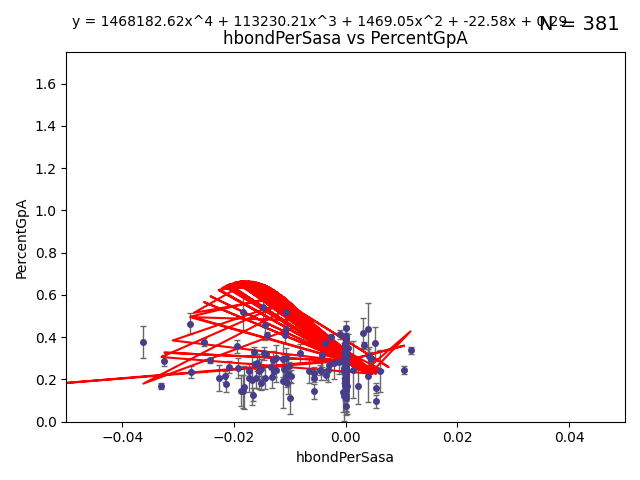 y = 1468182.62x^4 + 113230.21x^3 + 1469.05x^2 + -22.58x + 0.29
N = 381
hbondPerSasa vs PercentGpA
PercentGpA
1.6
1.4
1.2
1.0
0.8
0.6
0.4
0.2
0.0
−0.04
−0.02
0.00
0.02
0.04
hbondPerSasa